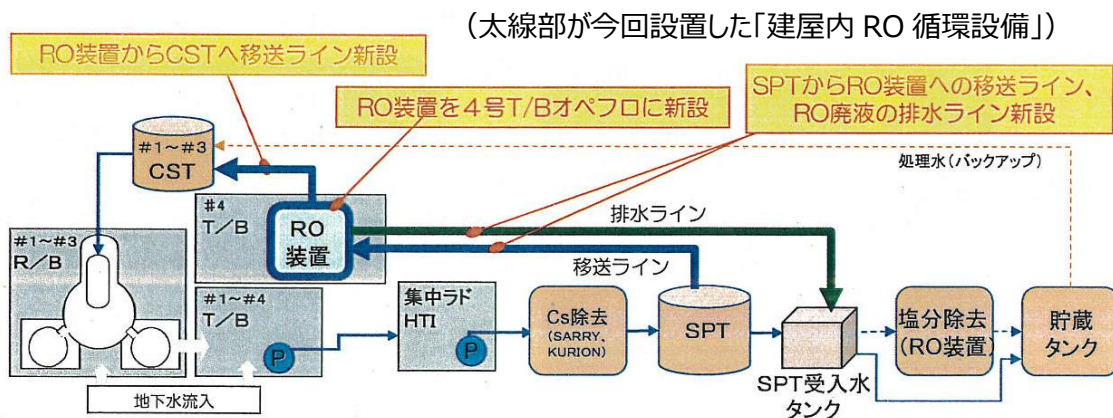 （太線部が今回設置した「建屋内 RO 循環設備」）
RO装置からCSTへ移送ライン新設
SPTからRO装置への移送ライン、
RO廃液の排水ライン新設
RO装置を４号T/Bオペフロに新設
#1～#3
CST
処理水（バックアップ）
#4
T／B
RO
装置
排水ライン
移送ライン
#1～#3
R／B
#1～#4
T／B
P
集中ラド
HTI
P
Cs除去
(SARRY、
KURION)
SPT
SPT受入水
タンク
塩分除去
(RO装置)
貯蔵
タンク
地下水流入